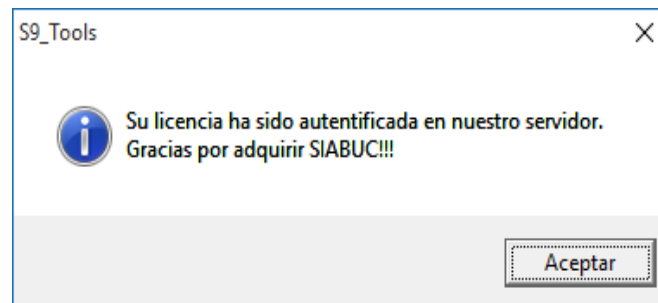 S9_Tools
Su licencia ha sido autentificada en nuestro servidor.
Gracias por adquirir SIABUC!!!
Aceptar